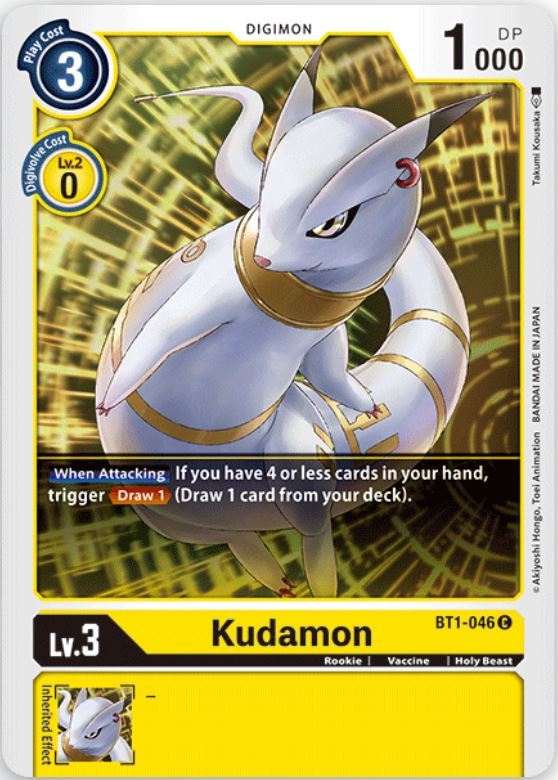 DIGIMON
Play Cost
3
DP
1000
Digivolve Cost
Lv.2
0
Takumi Kousaka
© Akiyoshi Hongo, Toei Animation BANDAI MADE IN JAPAN
When Attacking If you have 4 or less cards in your hand,
trigger Draw 1 (Draw 1 card from your deck).
Lv.3
Kudamon
BT1-046 C
Rookie | Vaccine | Holy Beast
Inherited Effect
–